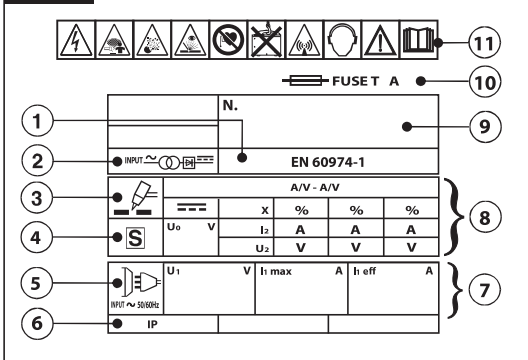 11
FUSE T A 10
N.
1 9
2 INPUT EN 60974-1
3 A/V - A/V
X % % %
4 S U₀ V I₂ A A A 8
U₂ V V V
5 U₁ V I₁ max A I₁ eff A 7
INPUT ~ 50/60Hz
6 IP